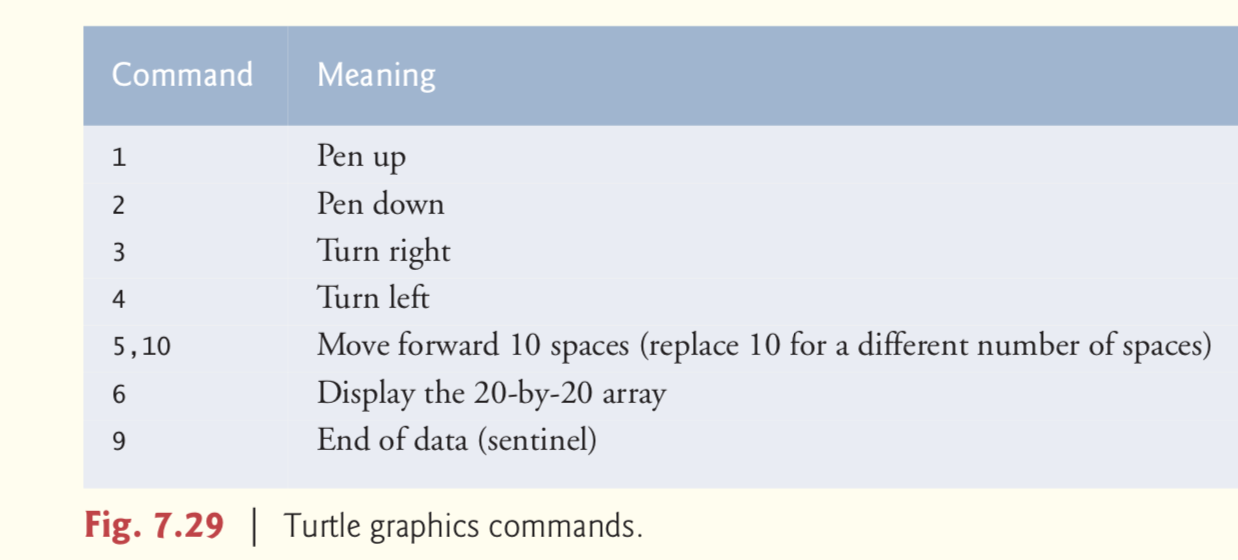 Command Meaning
1 Pen up
2 Pen down
3 Turn right
4 Turn left
5,10 Move forward 10 spaces (replace 10 for a different number of spaces)
6 Display the 20-by-20 array
9 End of data (sentinel)
Fig. 7.29 | Turtle graphics commands.